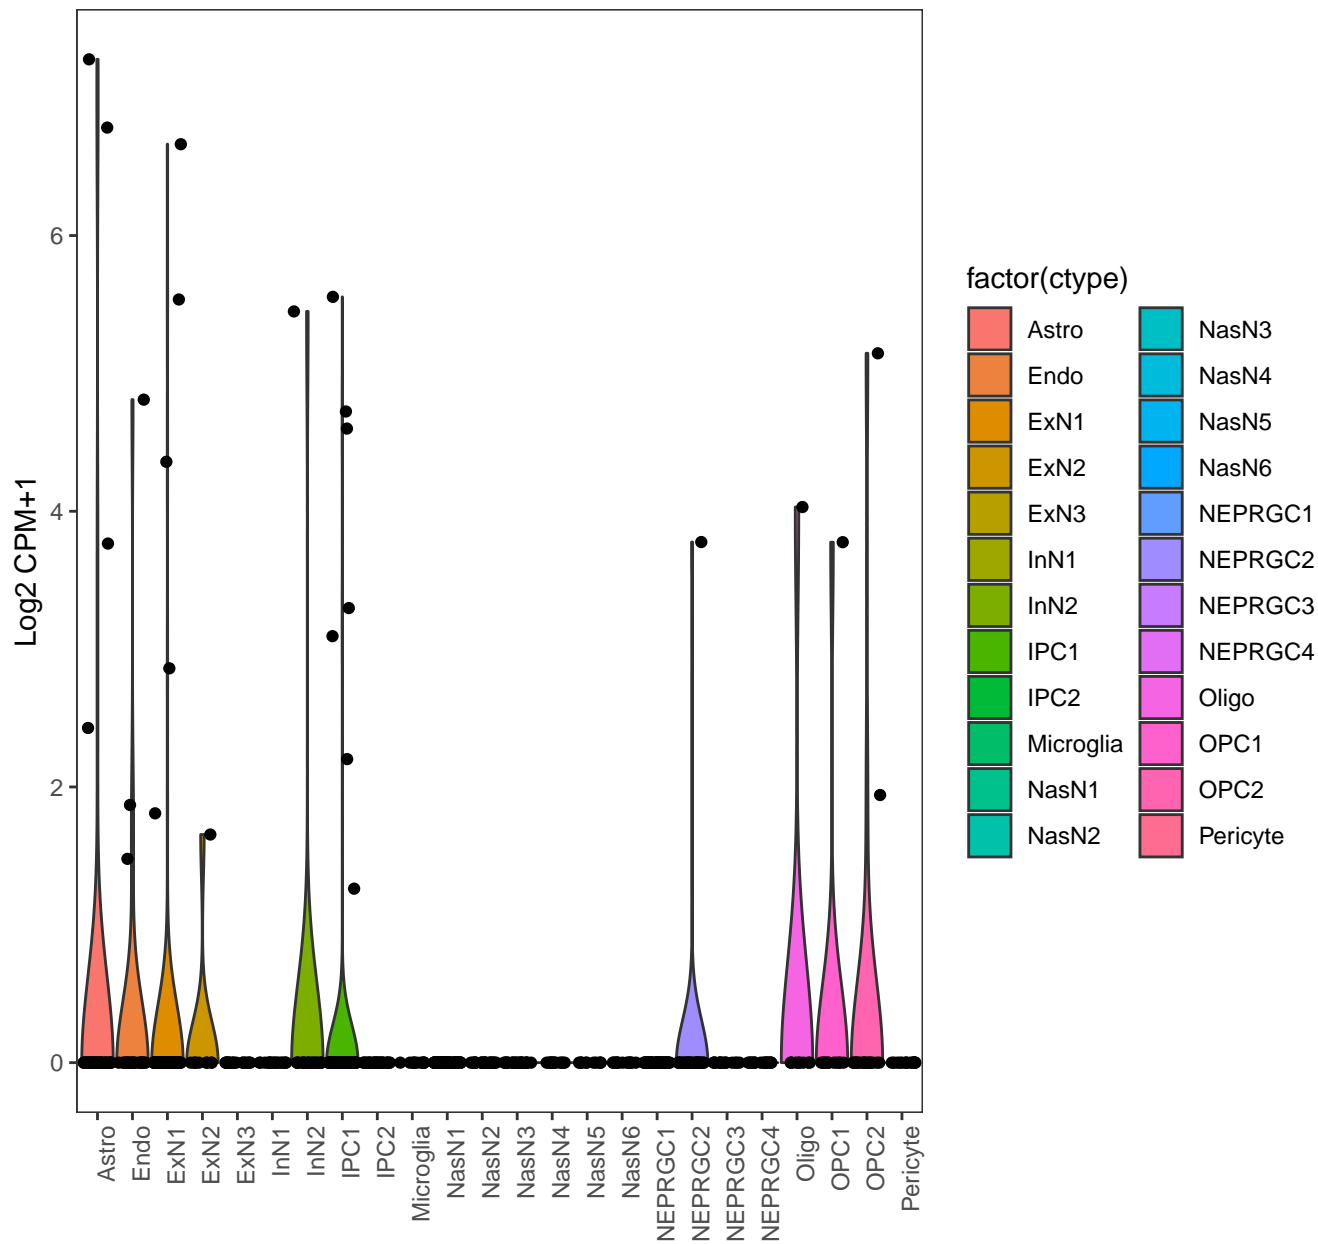 6
4
2
0
Log2 CPM+1
Astro
Endo
ExN1
ExN2
ExN3
InN1
InN2
IPC1
IPC2
Microglia
NasN1
NasN2
NasN3
NasN4
NasN5
NasN6
NEPRGC1
NEPRGC2
NEPRGC3
NEPRGC4
Oligo
OPC1
OPC2
Pericyte
factor(ctype)
Astro
Endo
ExN1
ExN2
ExN3
InN1
InN2
IPC1
IPC2
Microglia
NasN1
NasN2
NasN3
NasN4
NasN5
NasN6
NEPRGC1
NEPRGC2
NEPRGC3
NEPRGC4
Oligo
OPC1
OPC2
Pericyte